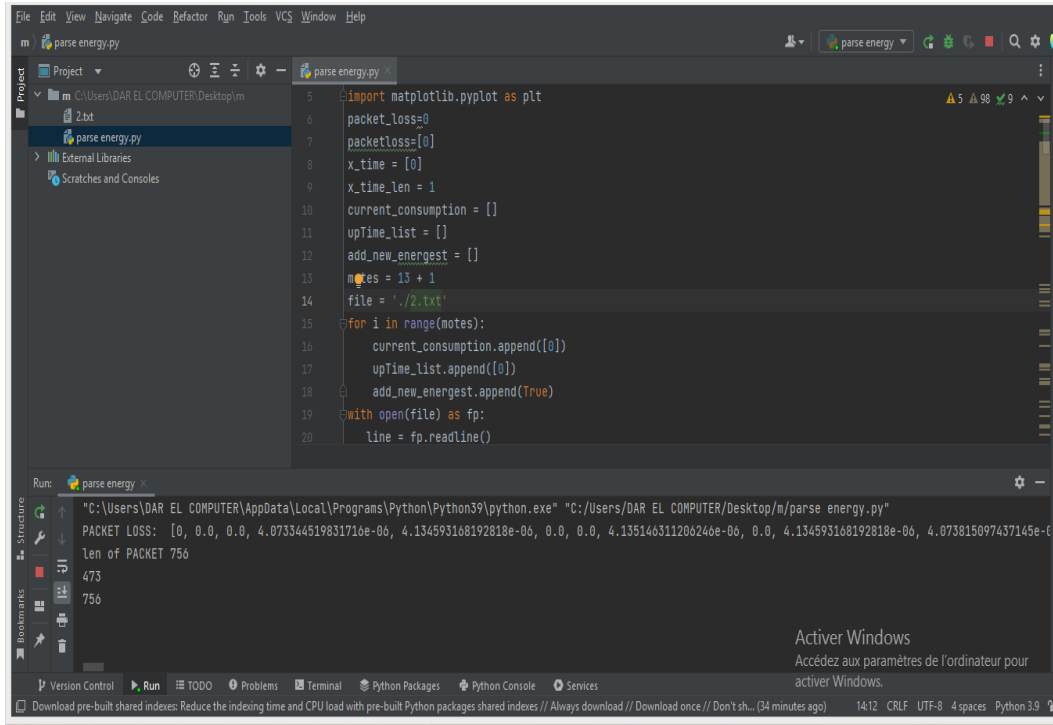 File Edit View Navigate Code Refactor Run Tools VCS Window Help
m parse energy.py
parse energy
Project
Project
parse energy.py
m C:\Users\DAR EL COMPUTER\Desktop\m
2.txt
parse energy.py
External Libraries
Scratches and Consoles
5 98 9
5 import matplotlib.pyplot as plt
6 packet_loss=0
7 packetloss=[0]
8 x_time = [0]
9 x_time_len = 1
10 current_consumption = []
11 upTime_list = []
12 add_new_energest = []
13 motes = 13 + 1
14 file = './2.txt'
15 for i in range(motes):
16 current_consumption.append([0])
17 upTime_list.append([0])
18 add_new_energest.append(True)
19 with open(file) as fp:
20 line = fp.readline()
Run: parse energy
Structure
Bookmarks
"C:\Users\DAR EL COMPUTER\AppData\Local\Programs\Python\Python39\python.exe" "C:/Users/DAR EL COMPUTER/Desktop/m/parse energy.py"
PACKET LOSS: [0, 0.0, 0.0, 4.07334451983171​6e-06, 4.134593168192818e-06, 0.0, 0.0, 4.135146311206246e-06, 0.0, 4.134593168192818e-06, 4.073815097437145e-0
len of PACKET 756
473
756
Activer Windows
Accédez aux paramètres de l'ordinateur pour
activer Windows.
Version Control Run TODO Problems Terminal Python Packages Python Console Services
Download pre-built shared indexes: Reduce the indexing time and CPU load with pre-built Python packages shared indexes // Always download // Download once // Don't sh... (34 minutes ago) 14:12 CRLF UTF-8 4 spaces Python 3.9